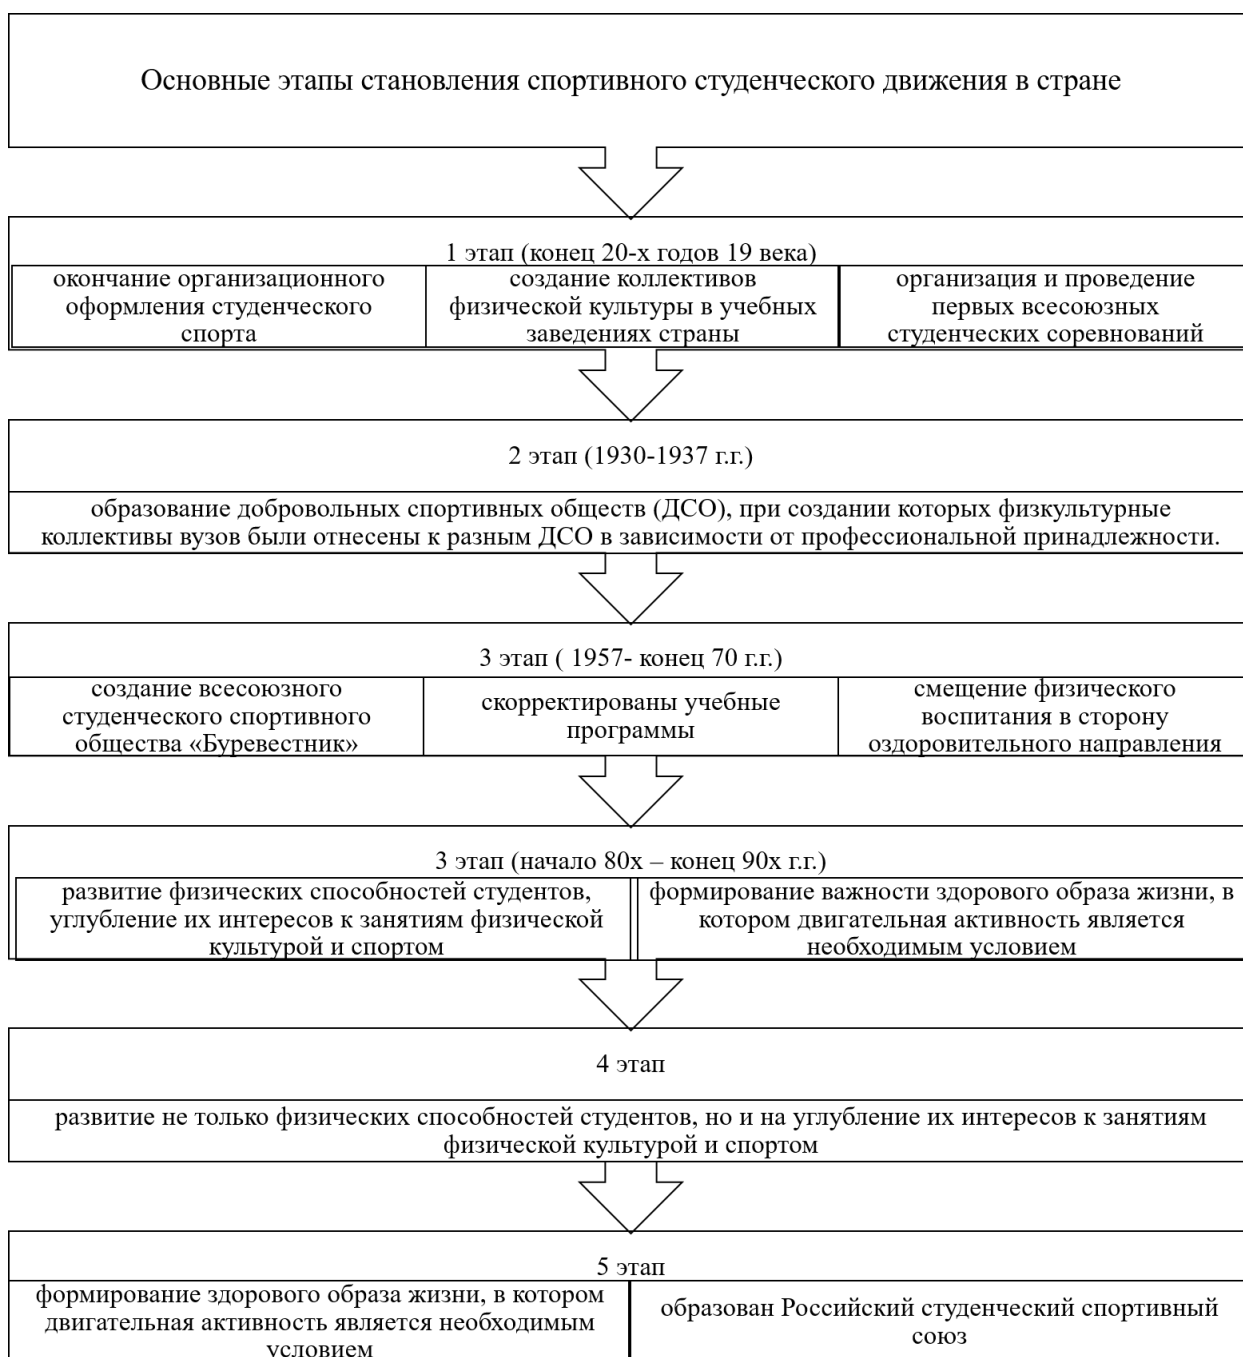 Основные этапы становления спортивного студенческого движения в стране
1 этап (конец 20-х годов 19 века)
окончание организационного
оформления студенческого
спорта
создание коллективов
физической культуры в учебных
заведениях страны
организация и проведение
первых всесоюзных
студенческих соревнований
2 этап (1930-1937 г.г.)
образование добровольных спортивных обществ (ДСО), при создании которых физкультурные
коллективы вузов были отнесены к разным ДСО в зависимости от профессиональной принадлежности.
3 этап ( 1957- конец 70 г.г.)
создание всесоюзного
студенческого спортивного
общества «Буревестник»
скорректированы учебные
программы
смещение физического
воспитания в сторону
оздоровительного направления
3 этап (начало 80х – конец 90х г.г.)
развитие физических способностей студентов,
углубление их интересов к занятиям физической
культурой и спортом
формирование важности здорового образа жизни, в
котором двигательная активность является
необходимым условием
4 этап
развитие не только физических способностей студентов, но и на углубление их интересов к занятиям
физической культурой и спортом
5 этап
формирование здорового образа жизни, в котором
двигательная активность является необходимым
условием
образован Российский студенческий спортивный
союз